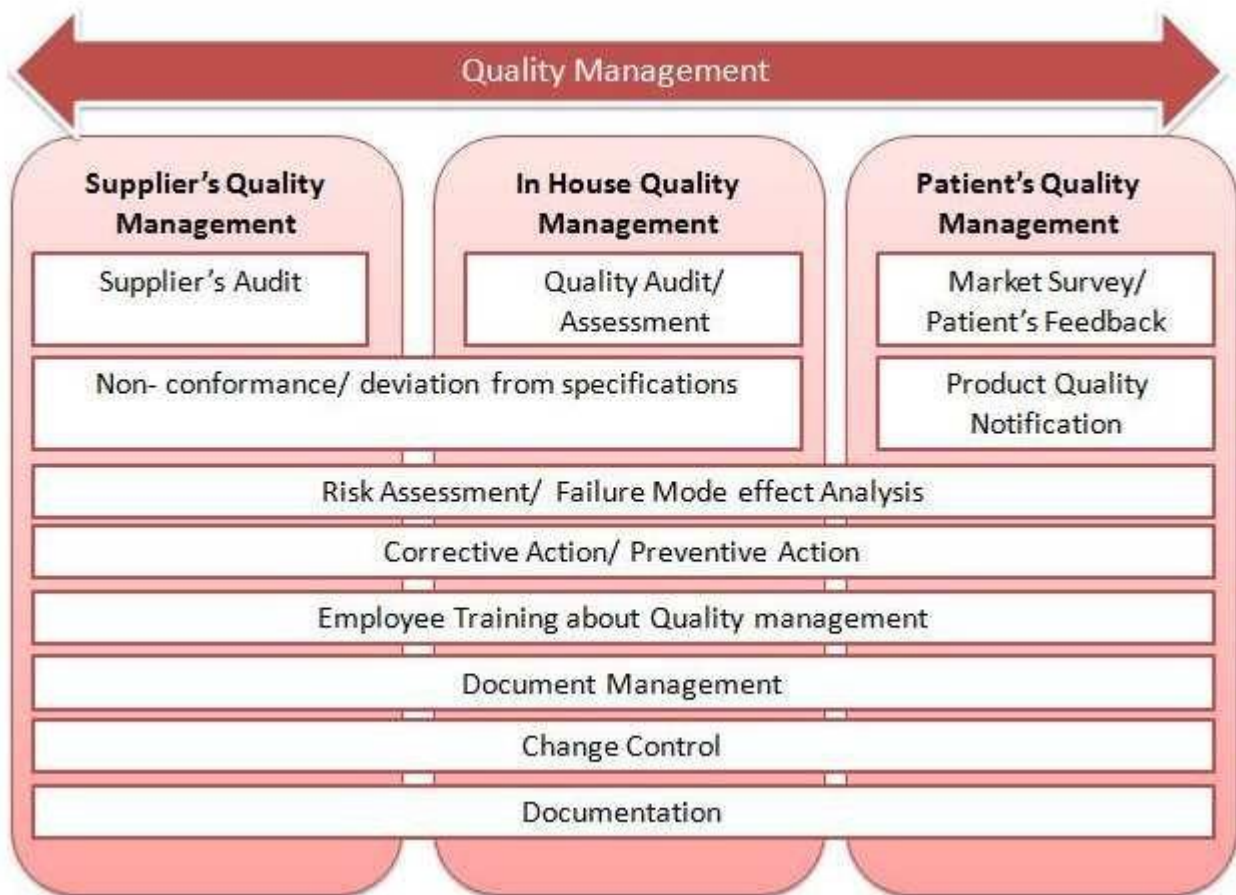 Quality Management
Supplier's Quality
Management
In House Quality
Management
Patient's Quality
Management
Supplier's Audit
Quality Audit/
Assessment
Market Survey/
Patient's Feedback
Non- conformance/ deviation from specifications
Product Quality
Notification
Risk Assessment/ Failure Mode effect Analysis
Corrective Action/ Preventive Action
Employee Training about Quality management
Document Management
Change Control
Documentation